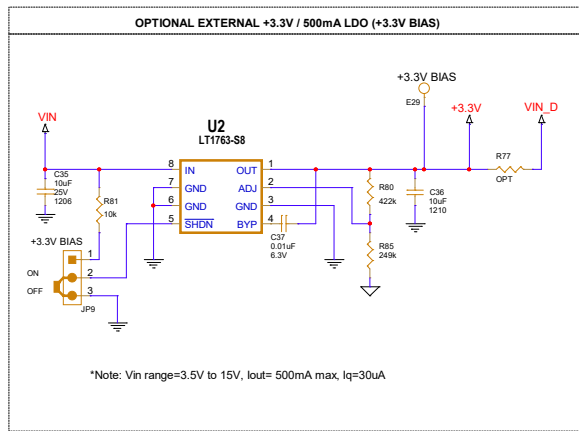 OPTIONAL EXTERNAL +3.3V / 500mA LDO (+3.3V BIAS)
+3.3V BIAS
E29
VIN
U2
LT1763-S8
+3.3V
VIN_D
8 IN OUT 1
7 GND ADJ 2
6 GND GND 3
5 SHDN BYP 4
C35
10uF
25V
1206
R81
10k
R80
422k
C36
10uF
1210
R77
OPT
C37
0.01uF
6.3V
R85
249k
+3.3V BIAS
1
ON 2
OFF 3
JP9
*Note: Vin range=3.5V to 15V, Iout= 500mA max, Iq=30uA